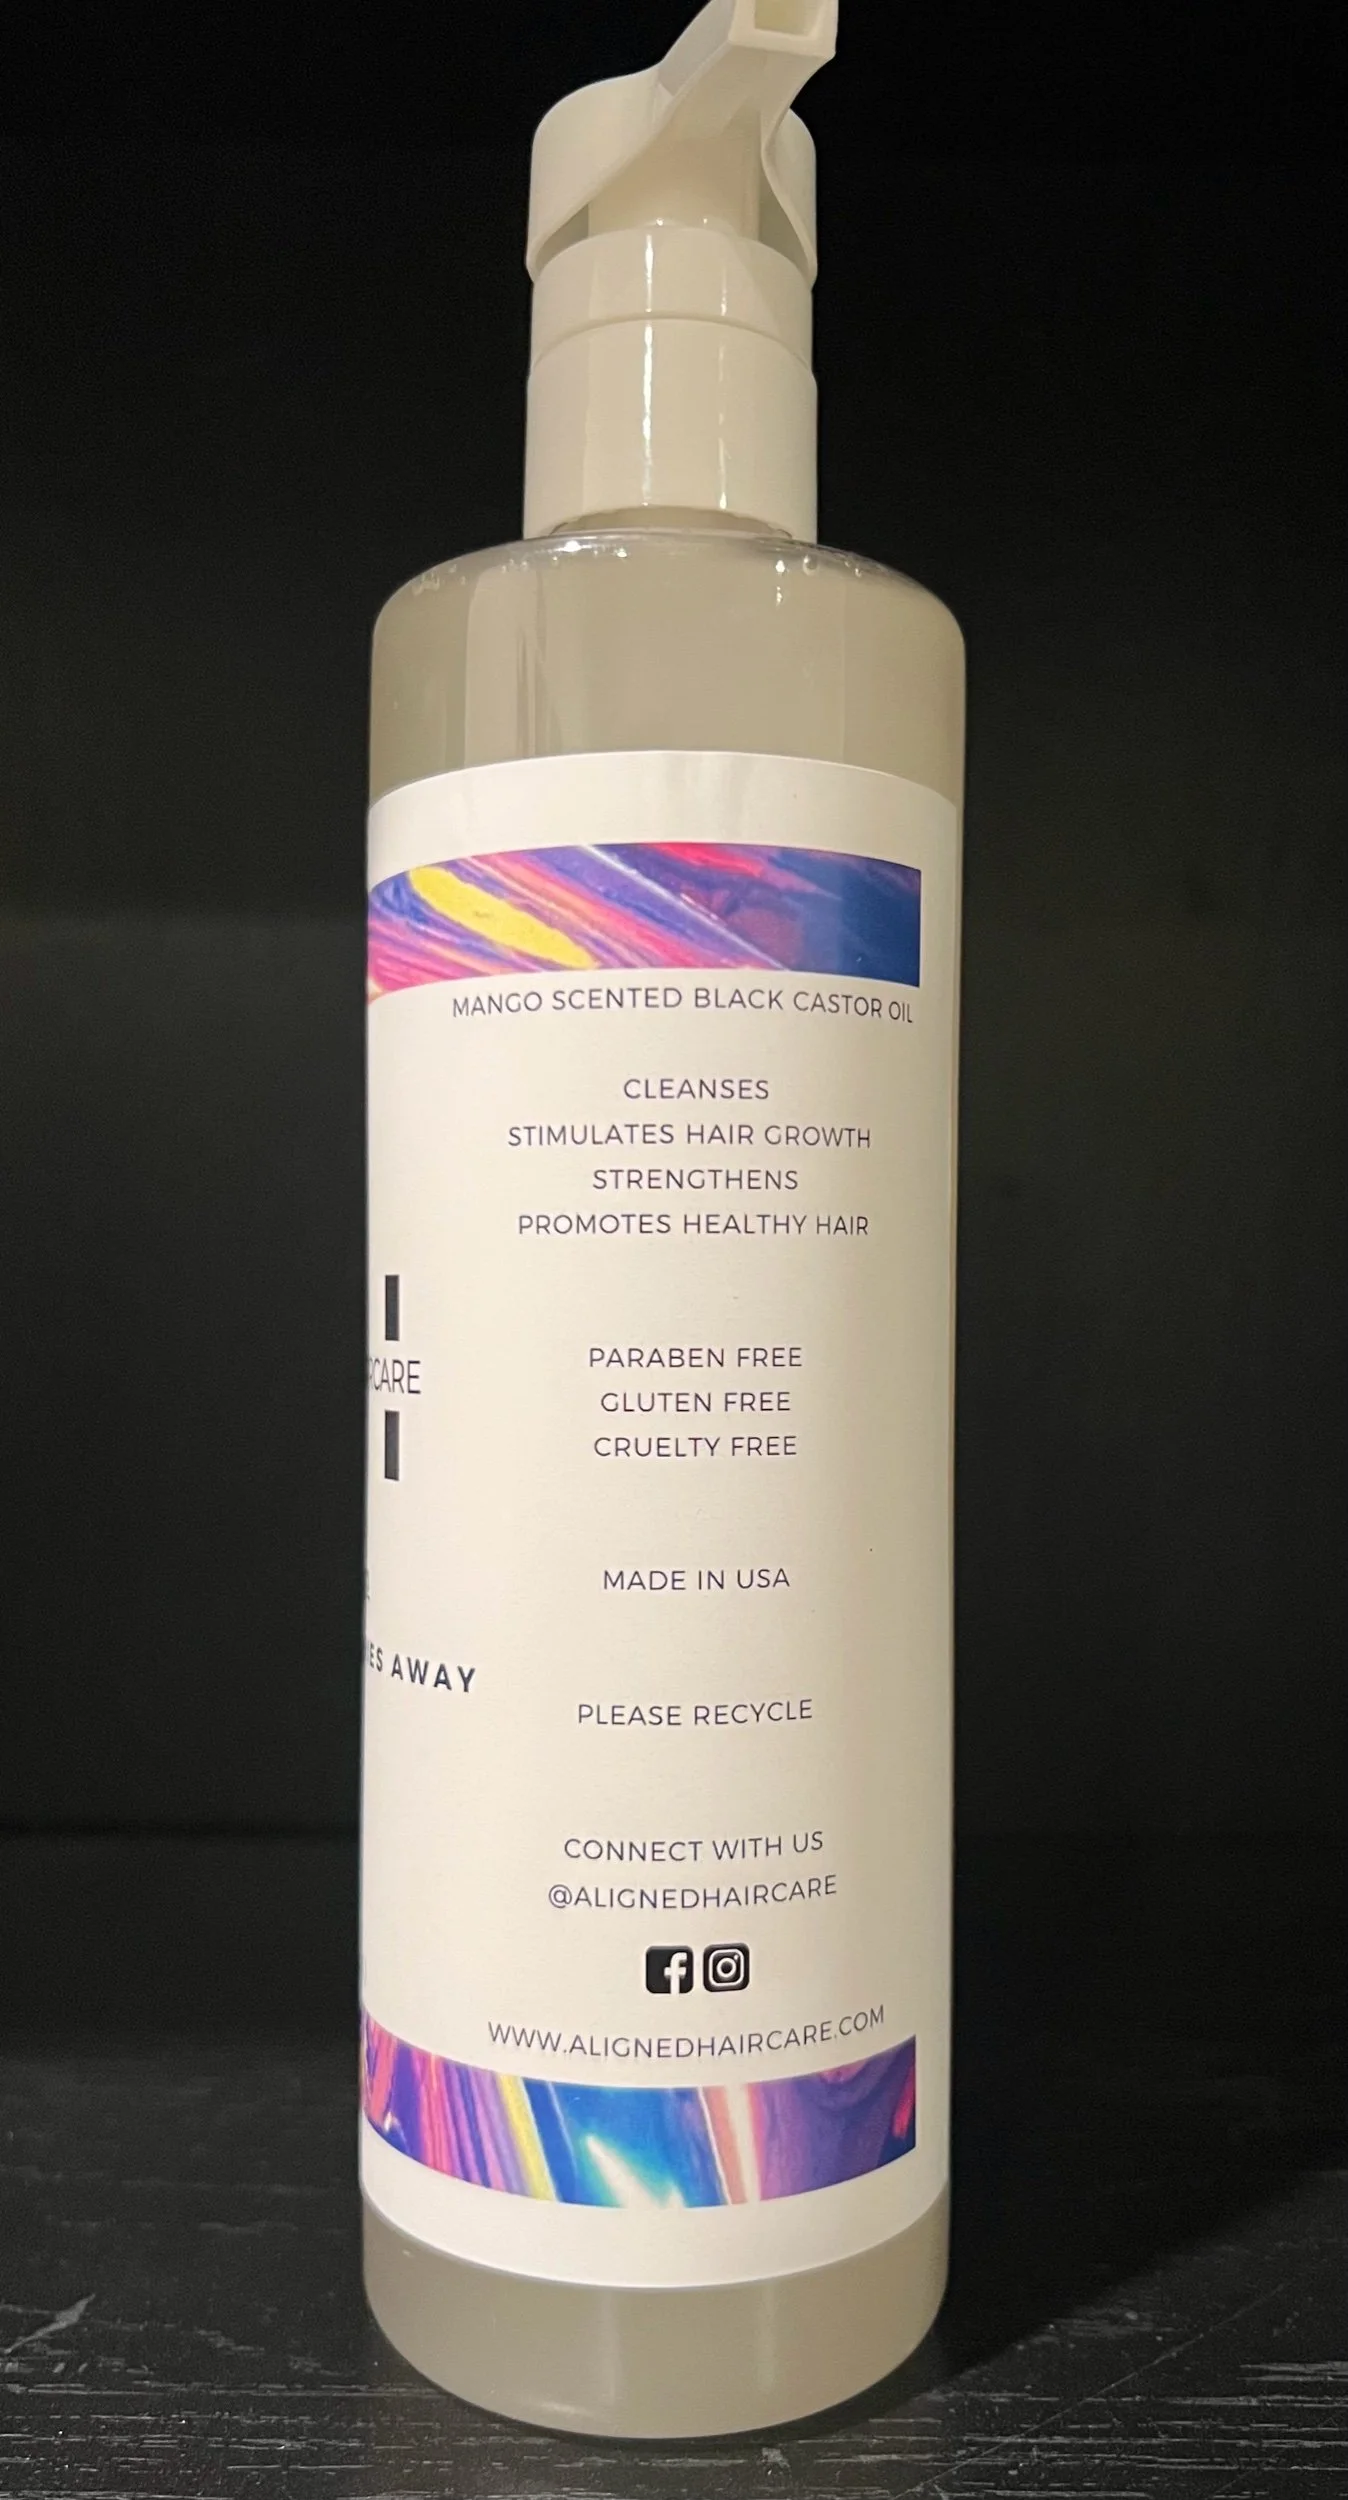 MANGO SCENTED BLACK CASTOR OIL
CLEANSES
STIMULATES HAIR GROWTH
STRENGTHENS
PROMOTES HEALTHY HAIR
PARABEN FREE
GLUTEN FREE
CRUELTY FREE
MADE IN USA
PLEASE RECYCLE
CONNECT WITH US
@ALIGNEDHAIRCARE
WWW.ALIGNEDHAIRCARE.COM
RCARE
ES AWAY